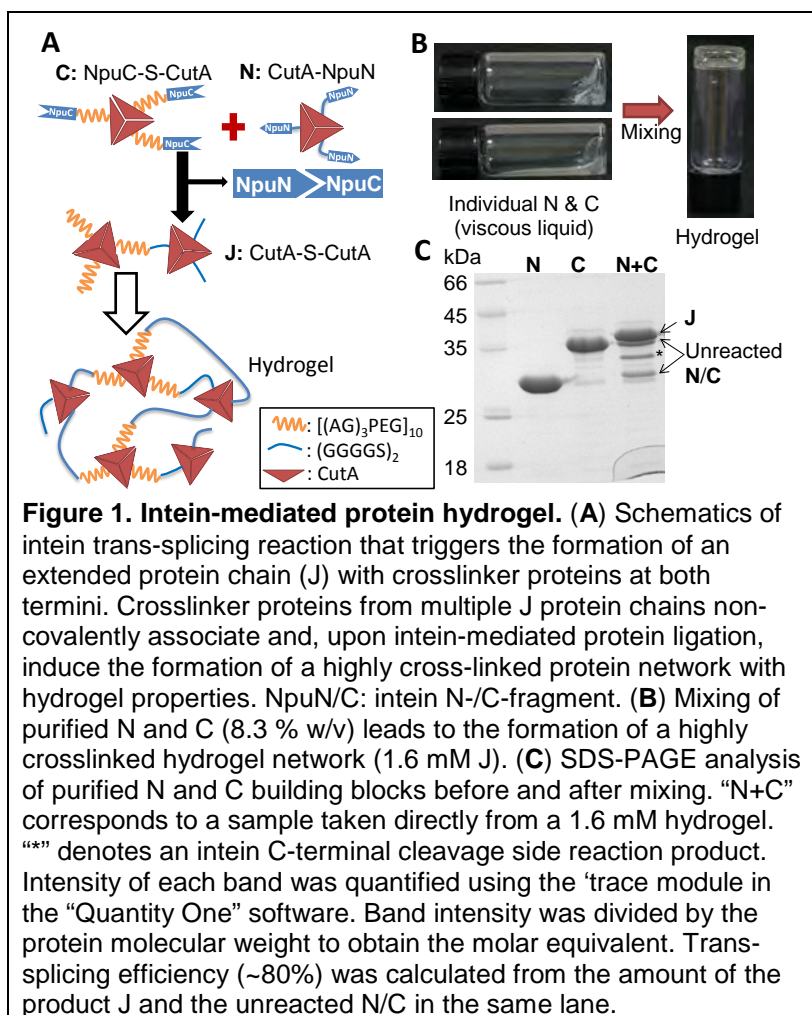 A
C: NpuC-S-CutA
N: CutA-NpuN
NpuC
NpuC
NpuC
NpuN
NpuN
NpuN
NpuN
NpuC
J: CutA-S-CutA
Hydrogel
: [(AG)3PEG]10
: (GGGGS)2
: CutA
B
Mixing
Individual N & C
(viscous liquid)
Hydrogel
C
kDa
N
C
N+C
66
45
35
25
18
J
Unreacted
*
N/C
Figure 1. Intein-mediated protein hydrogel. (A) Schematics of
intein trans-splicing reaction that triggers the formation of an
extended protein chain (J) with crosslinker proteins at both
termini. Crosslinker proteins from multiple J protein chains non-
covalently associate and, upon intein-mediated protein ligation,
induce the formation of a highly cross-linked protein network with
hydrogel properties. NpuN/C: intein N-/C-fragment. (B) Mixing of
purified N and C (8.3 % w/v) leads to the formation of a highly
crosslinked hydrogel network (1.6 mM J). (C) SDS-PAGE analysis
of purified N and C building blocks before and after mixing. “N+C”
corresponds to a sample taken directly from a 1.6 mM hydrogel.
“*” denotes an intein C-terminal cleavage side reaction product.
Intensity of each band was quantified using the ‘trace module in
the “Quantity One” software. Band intensity was divided by the
protein molecular weight to obtain the molar equivalent. Trans-
splicing efficiency (~80%) was calculated from the amount of the
product J and the unreacted N/C in the same lane.